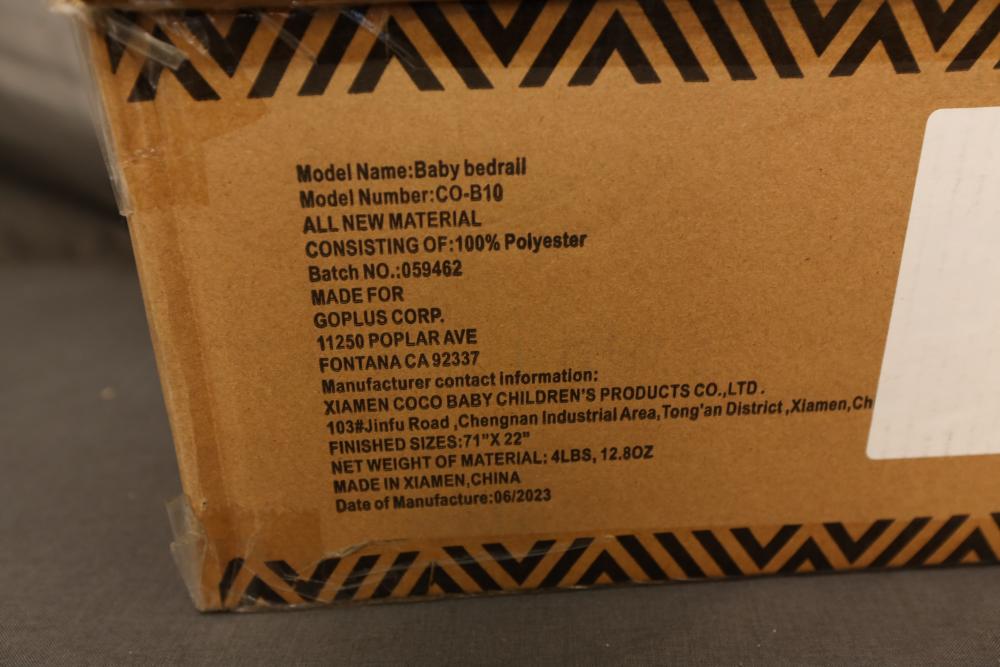 Model Name:Baby bedrail
Model Number:CO-B10
ALL NEW MATERIAL
CONSISTING OF:100% Polyester
Batch NO.:059462
MADE FOR
GOPLUS CORP.
11250 POPLAR AVE
FONTANA CA 92337
Manufacturer contact information:
XIAMEN COCO BABY CHILDREN'S PRODUCTS CO.,LTD.
103#Jinfu Road ,Chengnan Industrial Area,Tong'an District ,Xiamen,Ch
FINISHED SIZES:71"X 22"
NET WEIGHT OF MATERIAL: 4LBS, 12.8OZ
MADE IN XIAMEN,CHINA
Date of Manufacture:06/2023